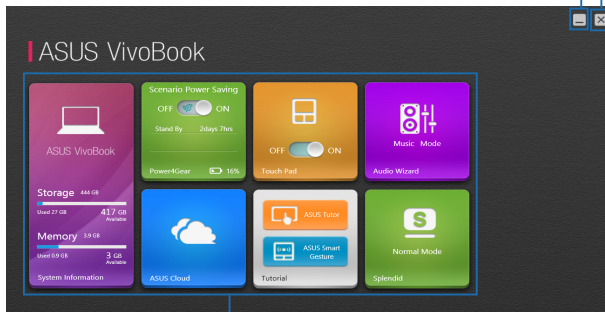 ASUS VivoBook
ASUS VivoBook
Storage 444 GB
Used 27 GB 417 GB
Available
Memory 3.9 GB
Used 0.9 GB 3 GB
Available
System Information
Scenario Power Saving
OFF ON
Stand By 2days 7hrs
Power4Gear 16%
OFF ON
Touch Pad
Music Mode
Audio Wizard
ASUS Cloud
ASUS Tutor
ASUS Smart
Gesture
Tutorial
S
Normal Mode
Splendid